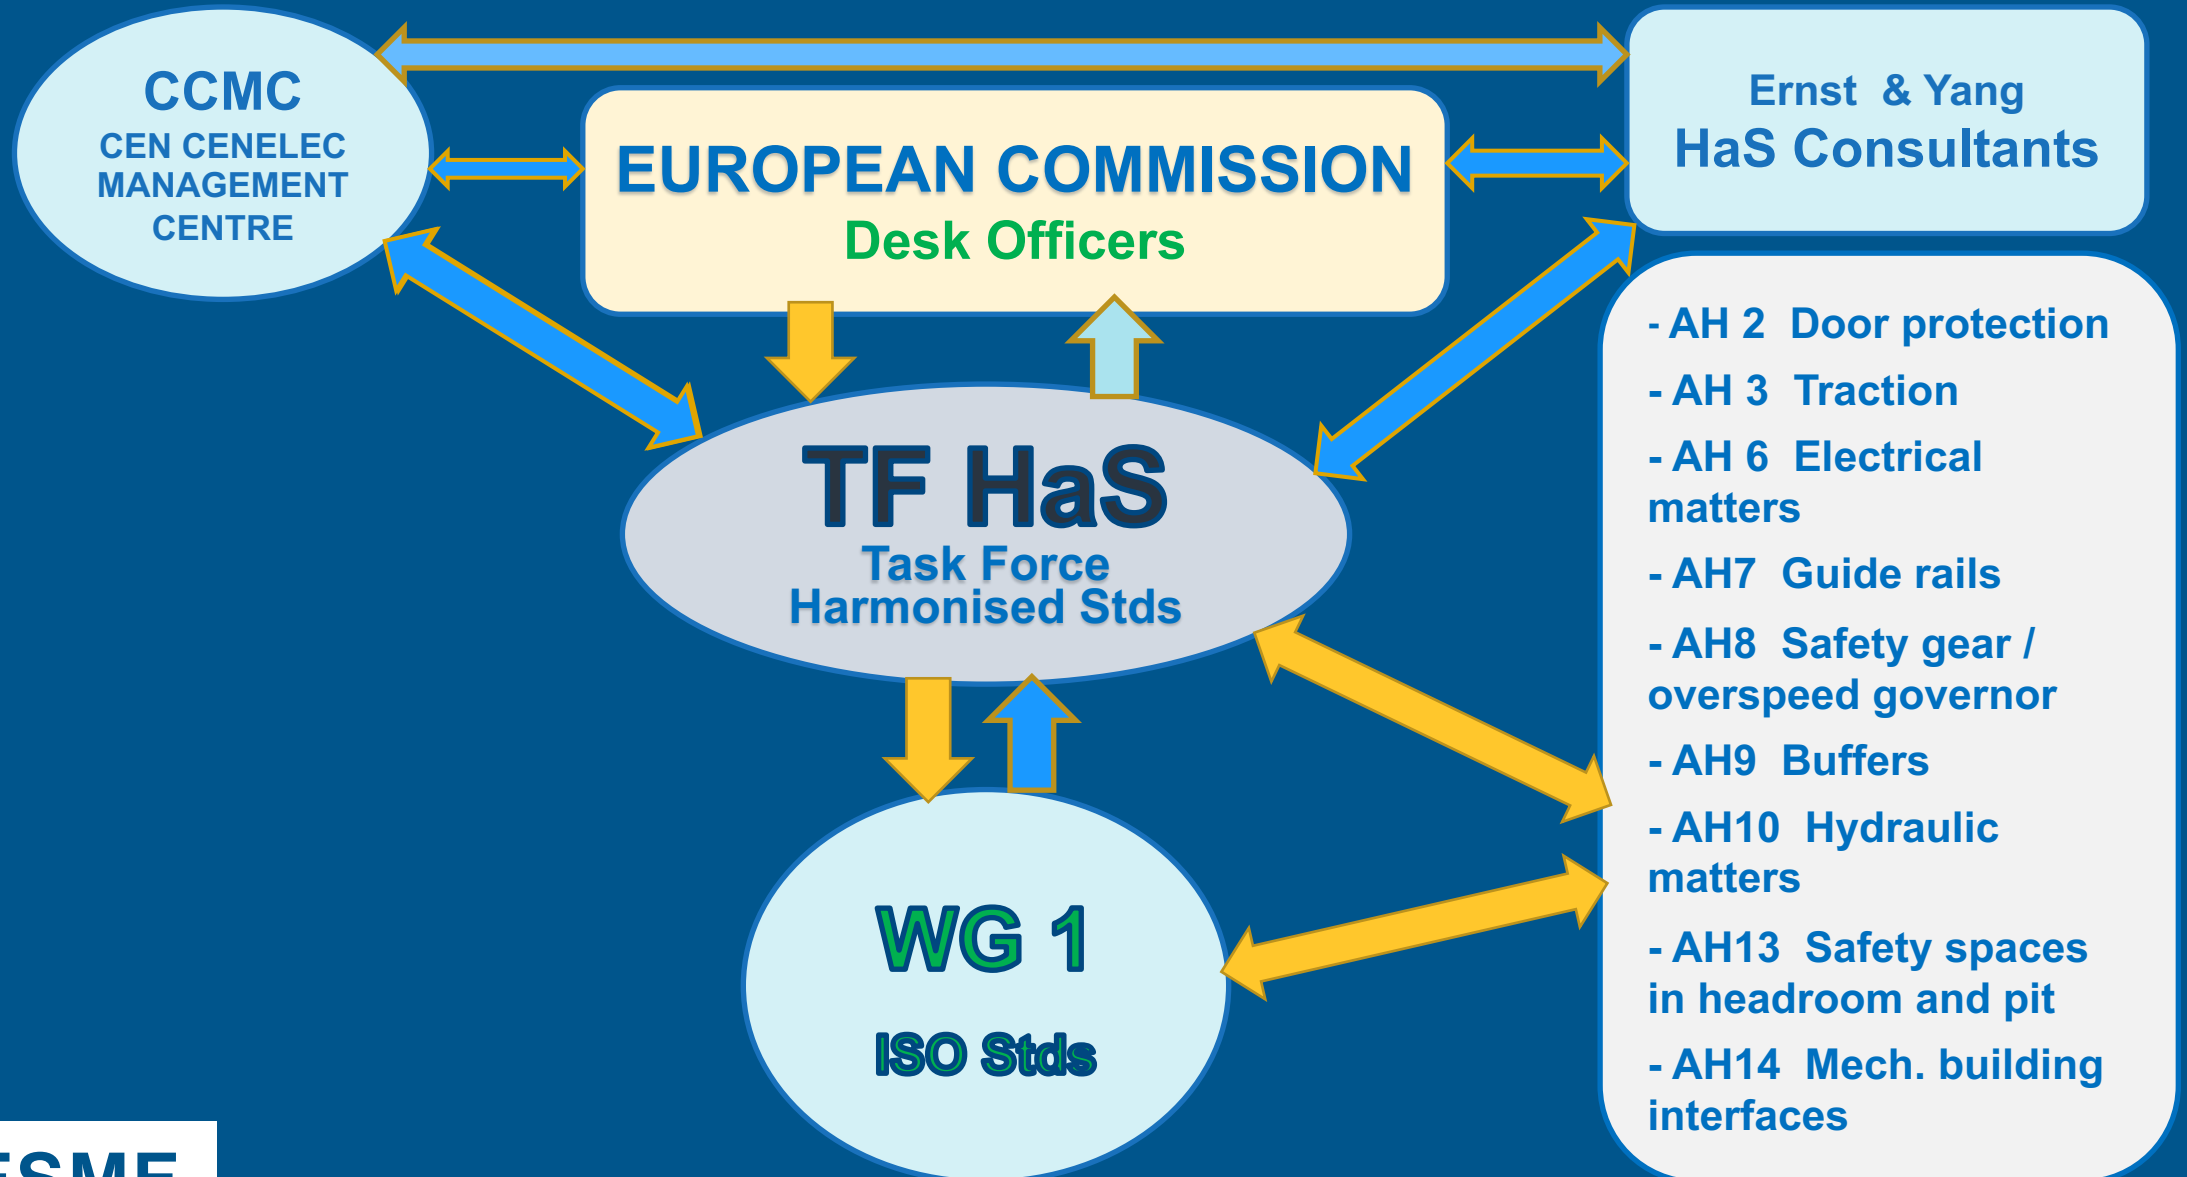 CCMC
CEN CENELEC
MANAGEMENT
CENTRE
EUROPEAN COMMISSION
Desk Officers
Ernst & Yang
HaS Consultants
TF HaS
Task Force
Harmonised Stds
WG 1
ISO Stds
- AH 2 Door protection
- AH 3 Traction
- AH 6 Electrical
matters
- AH7 Guide rails
- AH8 Safety gear /
overspeed governor
- AH9 Buffers
- AH10 Hydraulic
matters
- AH13 Safety spaces
in headroom and pit
- AH14 Mech. building
interfaces